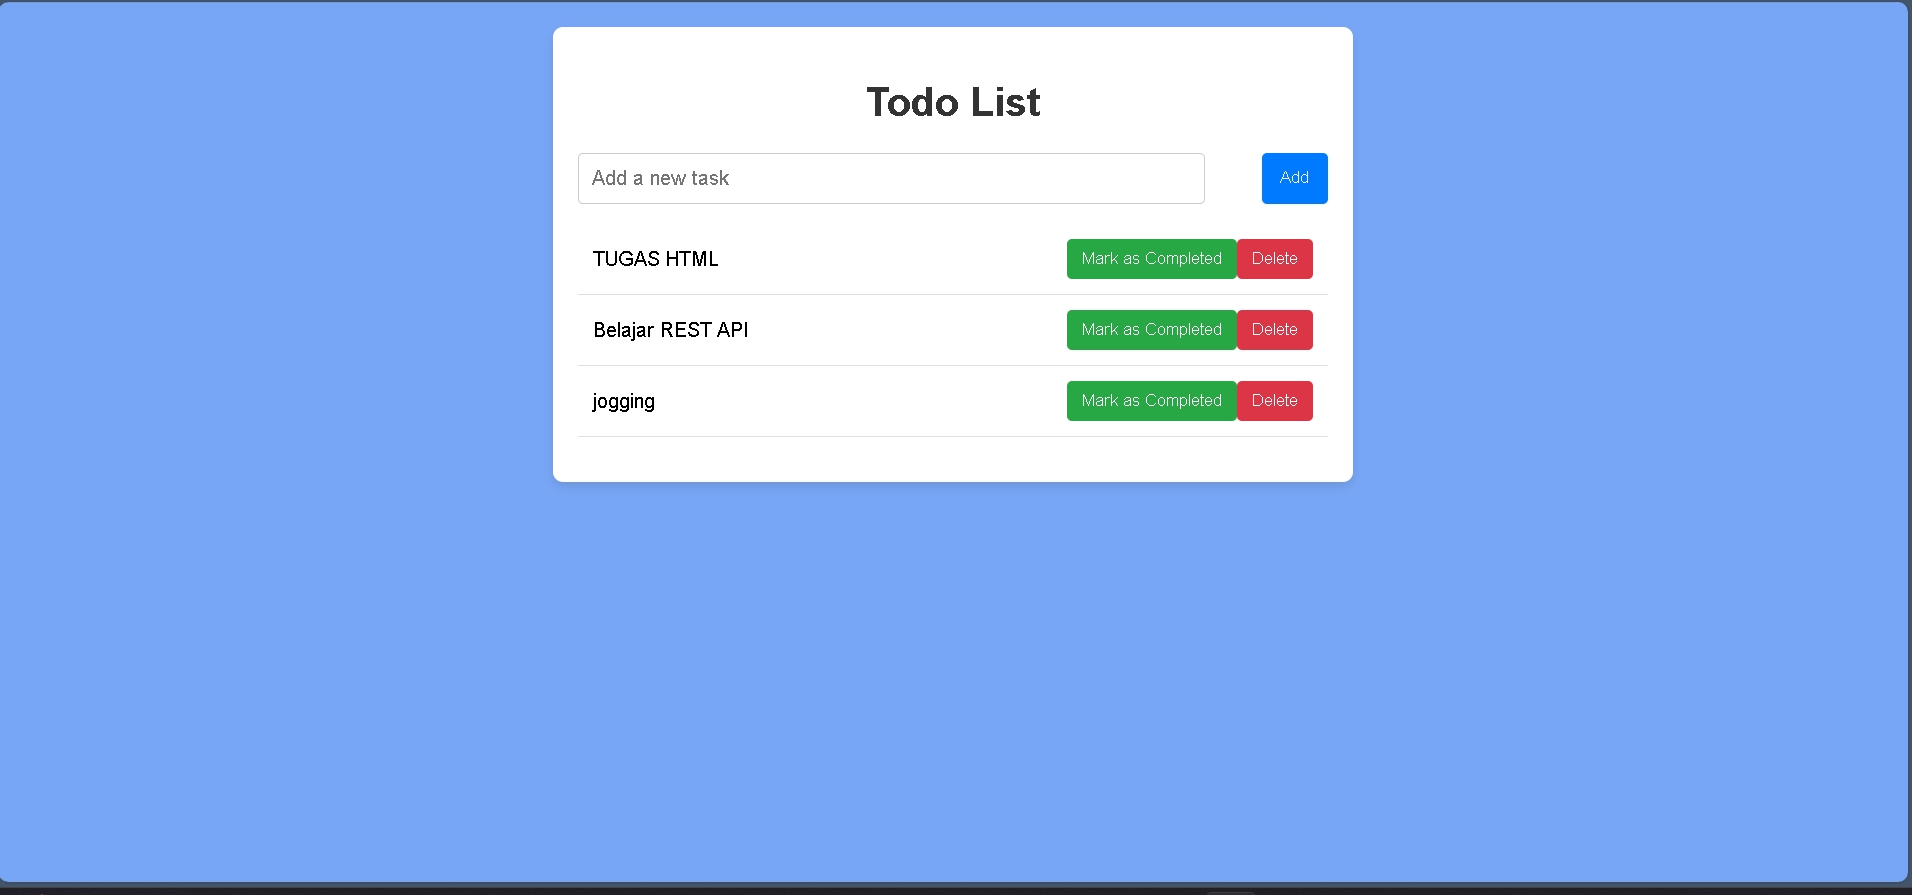 Todo List
Add a new task Add
TUGAS HTML Mark as Completed Delete
Belajar REST API Mark as Completed Delete
jogging Mark as Completed Delete